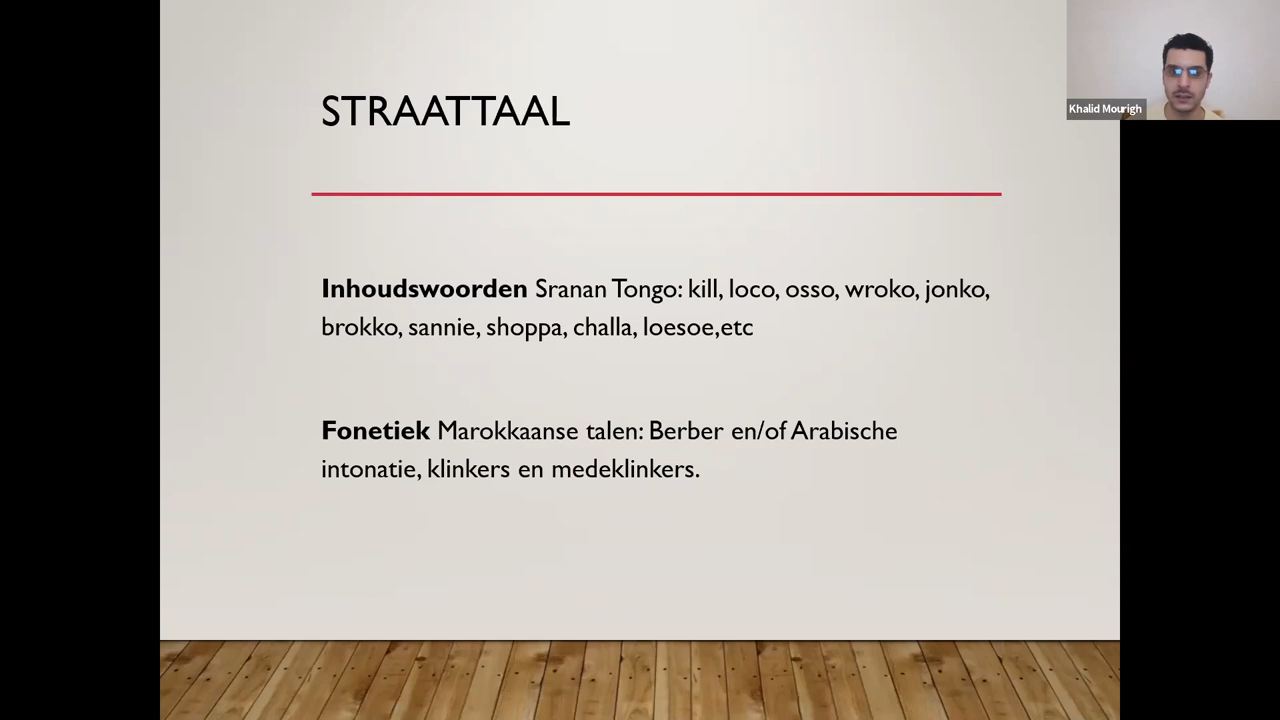 STRAATTAAL
Khalid Mourigh
Inhoudswoorden Sranan Tongo: kill, loco, osso, wroko, jonko,
brokko, sannie, shoppa, challa, loesoe,etc
Fonetiek Marokkaanse talen: Berber en/of Arabische
intonatie, klinkers en medeklinkers.